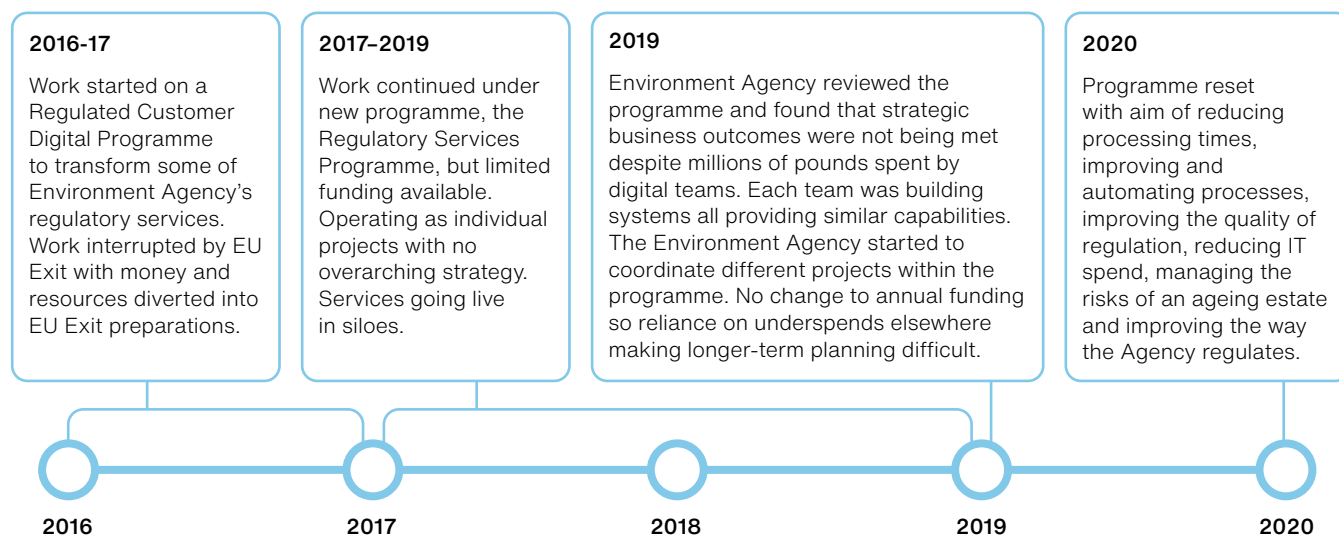 2016-17
Work started on a
Regulated Customer
Digital Programme
to transform some of
Environment Agency’s
regulatory services.
Work interrupted by EU
Exit with money and
resources diverted into
EU Exit preparations.
2017–2019
Work continued under
new programme, the
Regulatory Services
Programme, but limited
funding available.
Operating as individual
projects with no
overarching strategy.
Services going live
in siloes.
2019
Environment Agency reviewed the
programme and found that strategic
business outcomes were not being met
despite millions of pounds spent by
digital teams. Each team was building
systems all providing similar capabilities.
The Environment Agency started to
coordinate different projects within the
programme. No change to annual funding
so reliance on underspends elsewhere
making longer-term planning difficult.
2020
Programme reset
with aim of reducing
processing times,
improving and
automating processes,
improving the quality of
regulation, reducing IT
spend, managing the
risks of an ageing estate
and improving the way
the Agency regulates.
2016
2017
2018
2019
2020